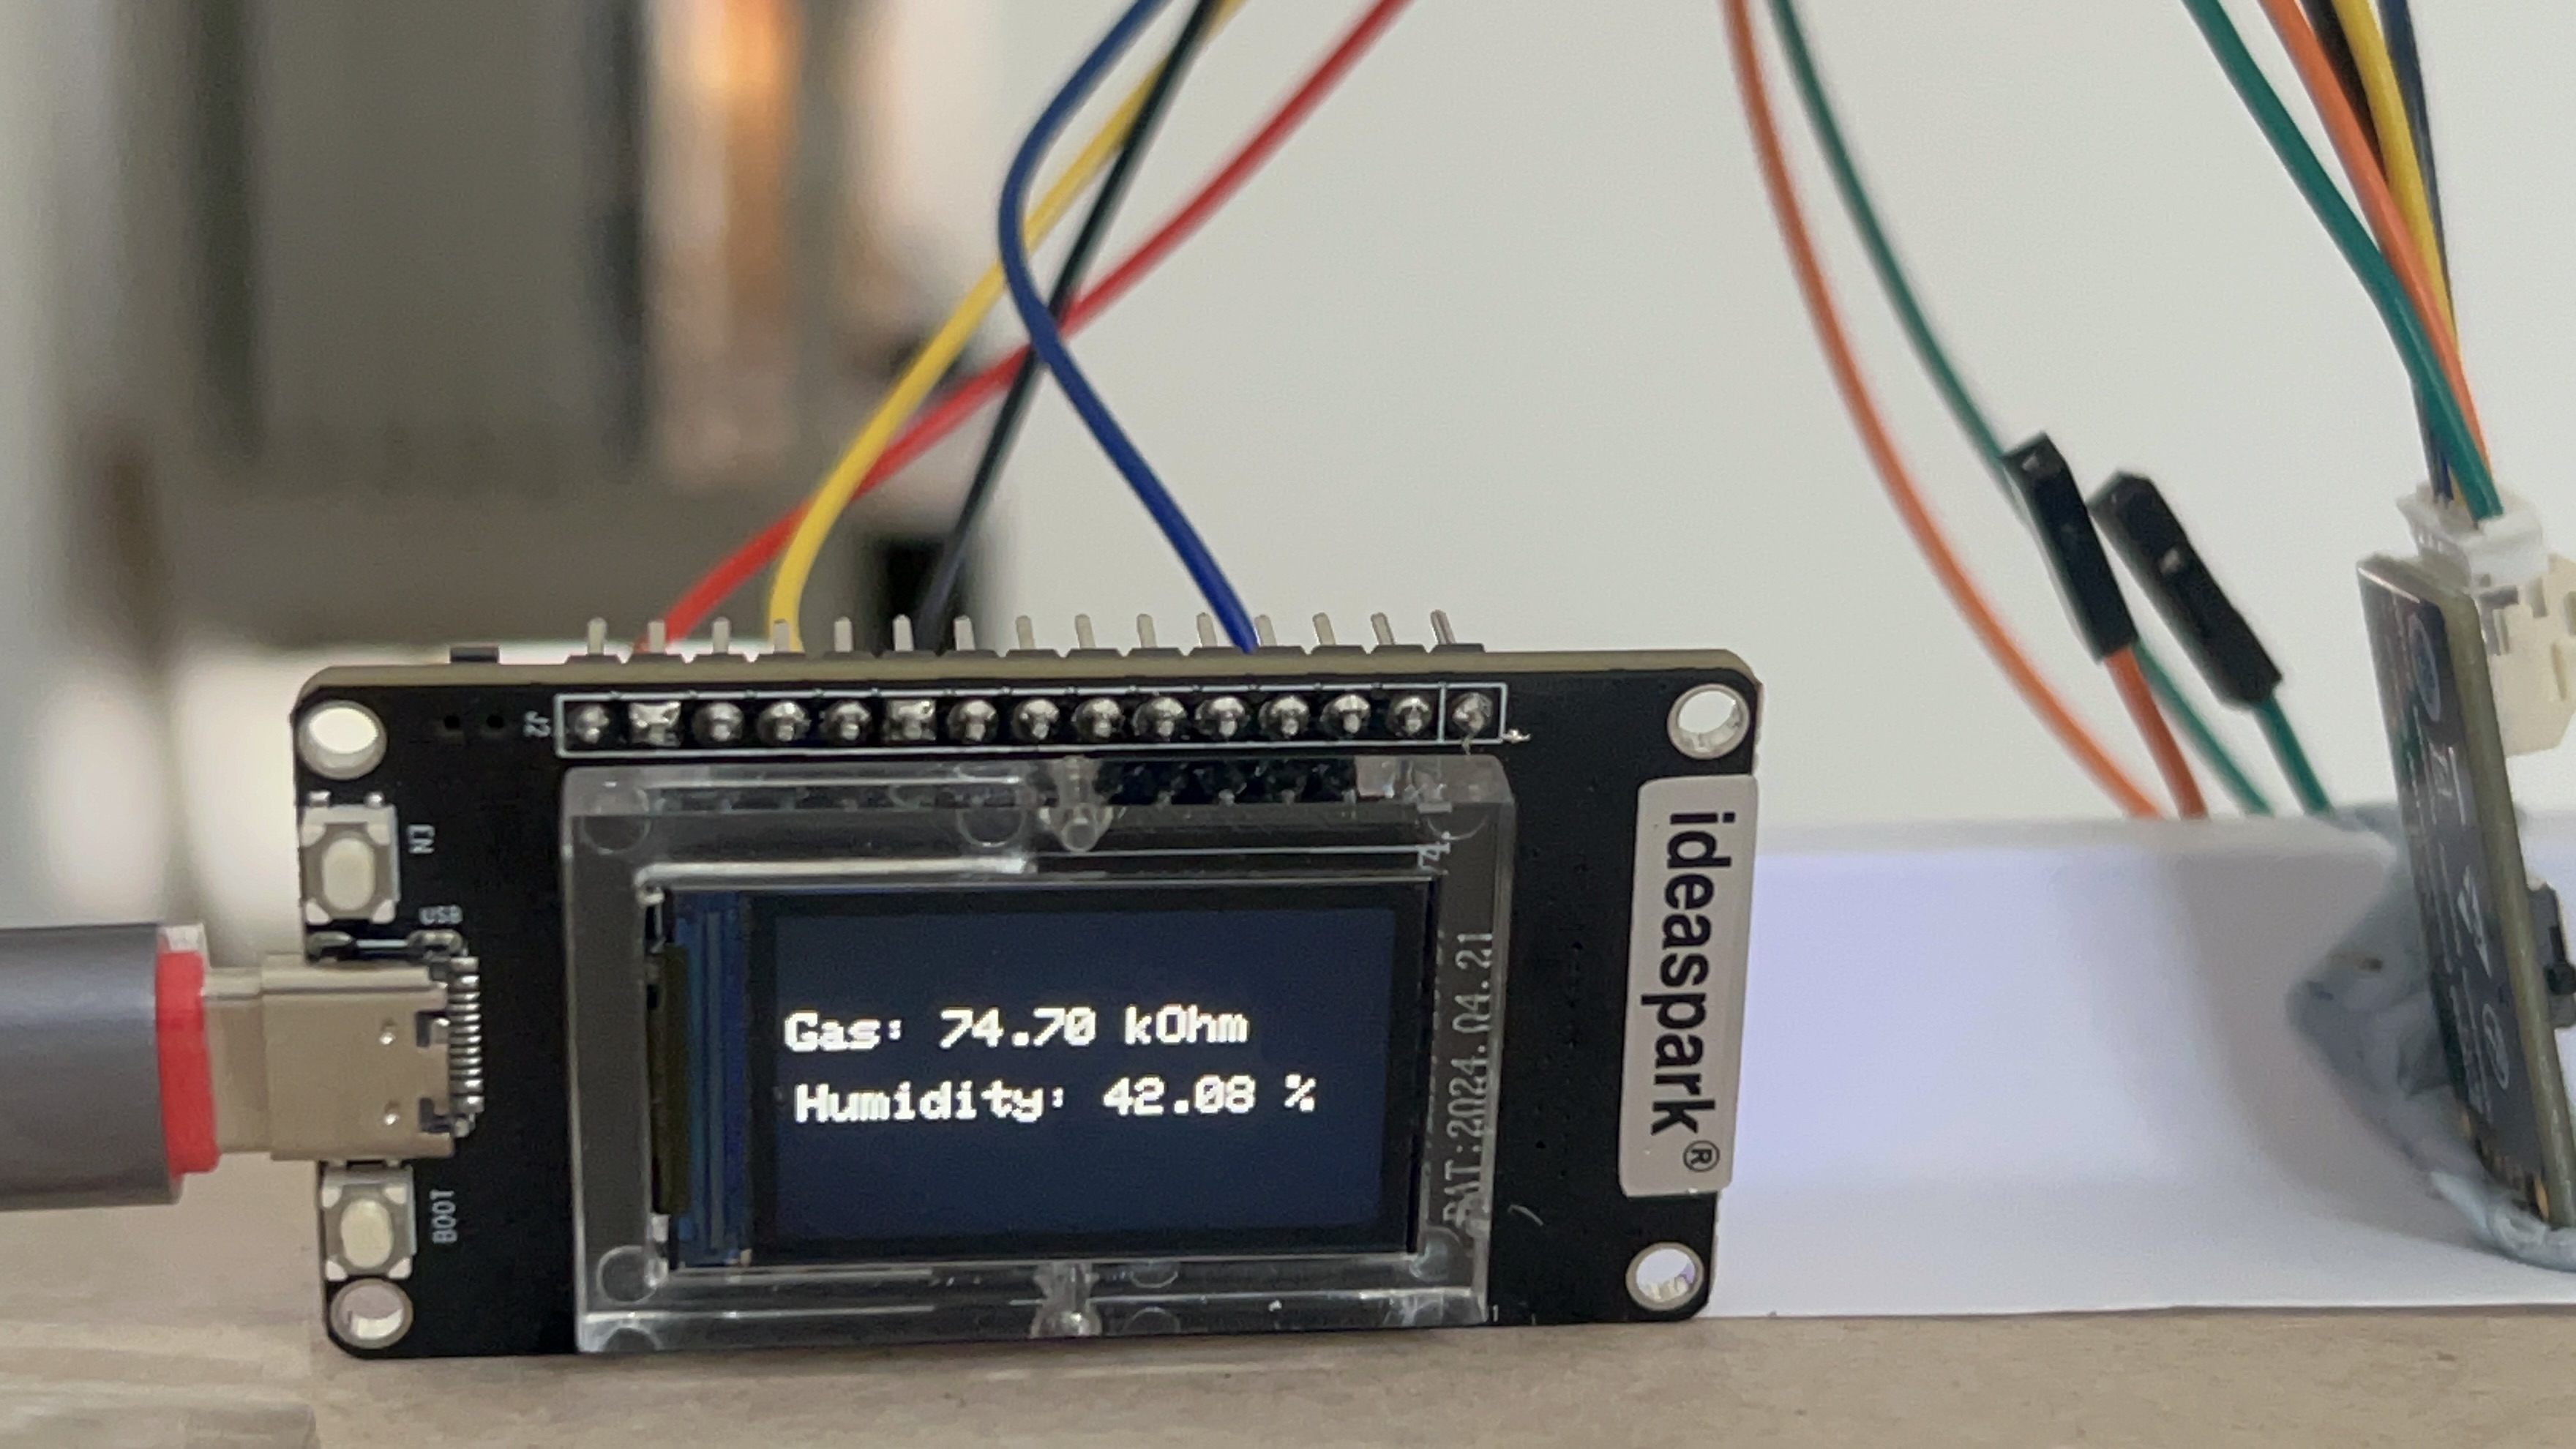 J2
EN
USB
Gas: 74.70 kOhm
Humidity: 42.08 %
BOOT
DAT:2024.04.21
ideaspark®